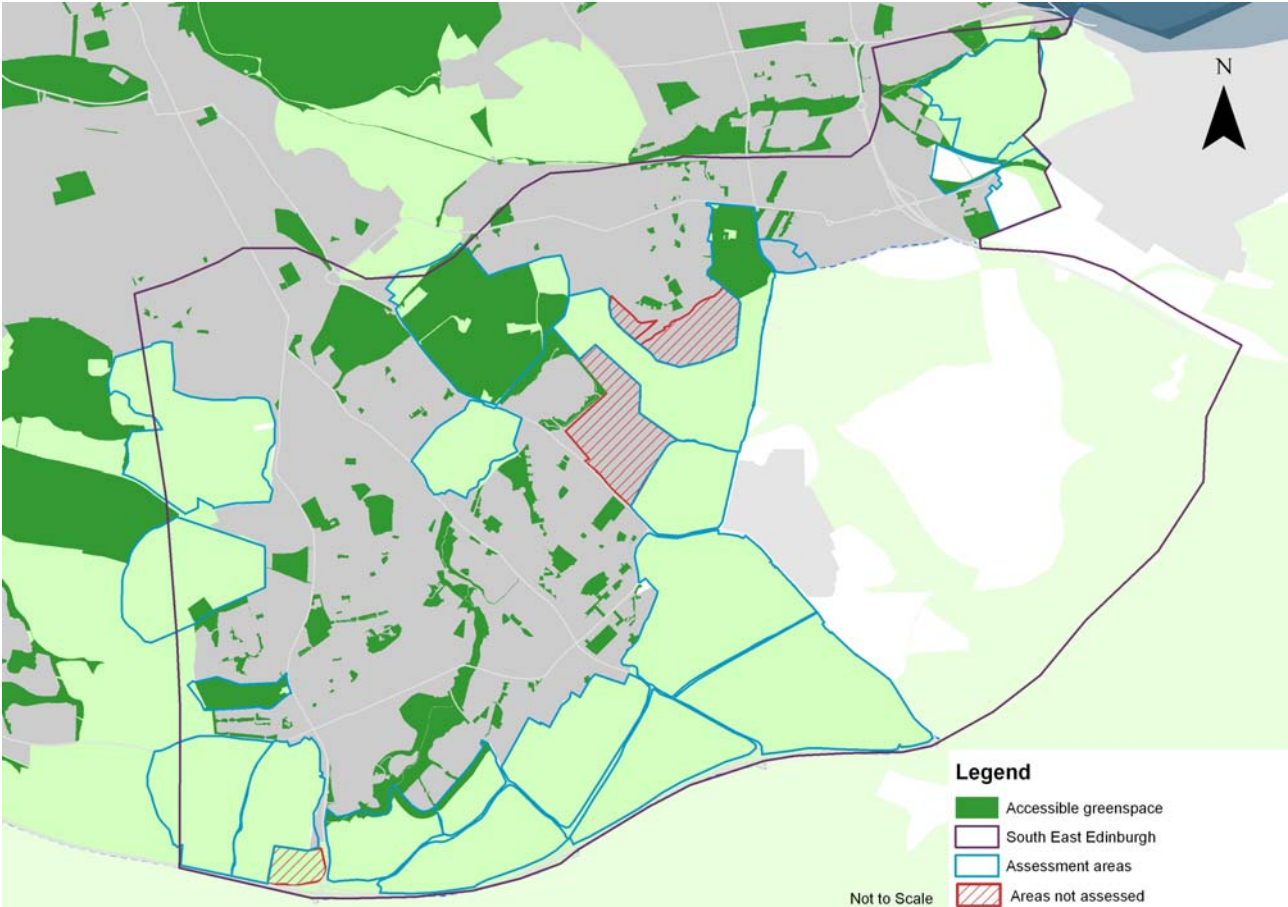 N
Legend
Accessible greenspace
South East Edinburgh
Assessment areas
Areas not assessed
Not to Scale